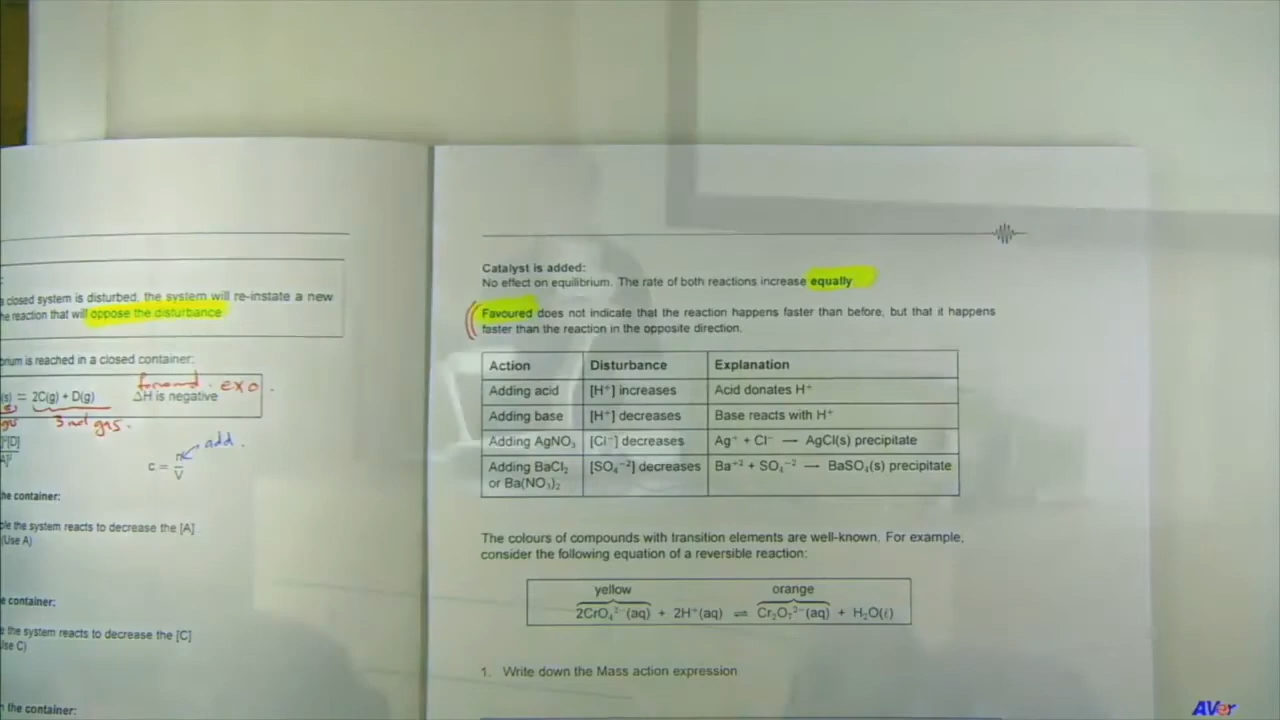 a closed system is disturbed, the system will re-instate a new
reaction that will oppose the disturbance
is reached in a closed container:
forward exo.
(s) = 2C(g) + D(g) ΔH is negative
3 mol gas.
add.
c = n/V
the container:
the system reacts to decrease the [A]
(Use A)
container:
the system reacts to decrease the [C]
Use C)
the container:
Catalyst is added:
No effect on equilibrium. The rate of both reactions increase equally
Favoured does not indicate that the reaction happens faster than before, but that it happens
faster than the reaction in the opposite direction.
Action Disturbance Explanation
Adding acid [H⁺] increases Acid donates H⁺
Adding base [H⁺] decreases Base reacts with H⁺
Adding AgNO₃ [Cl⁻] decreases Ag⁺ + Cl⁻ — AgCl(s) precipitate
Adding BaCl₂ [SO₄⁻²] decreases Ba⁺² + SO₄⁻² — BaSO₄(s) precipitate
or Ba(NO₃)₂
The colours of compounds with transition elements are well-known. For example,
consider the following equation of a reversible reaction:
yellow orange
2CrO₄²⁻(aq) + 2H⁺(aq) ⇌ Cr₂O₇²⁻(aq) + H₂O(ℓ)
1. Write down the Mass action expression
AVer